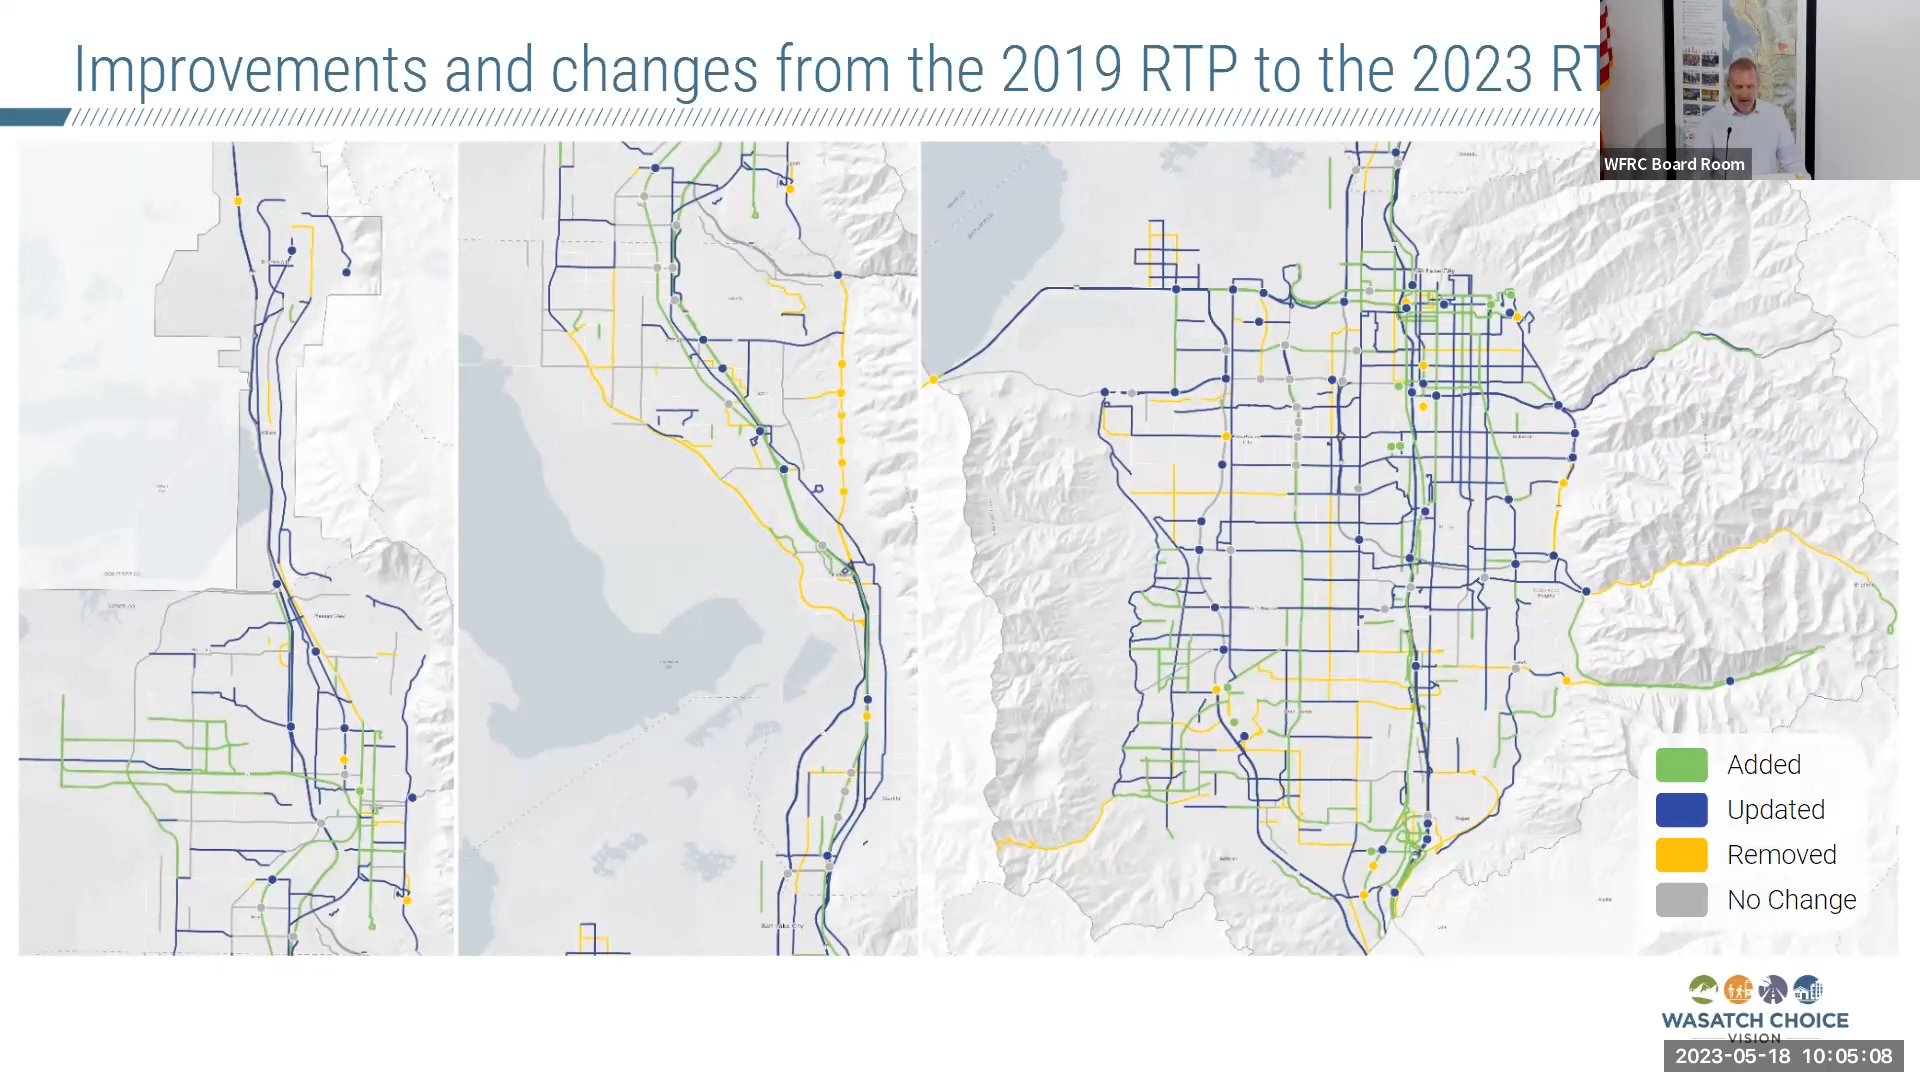 Improvements and changes from the 2019 RTP to the 2023 RT
WFRC Board Room
Added
Updated
Removed
No Change
WASATCH CHOICE
VISION
2023-05-18 10:05:08